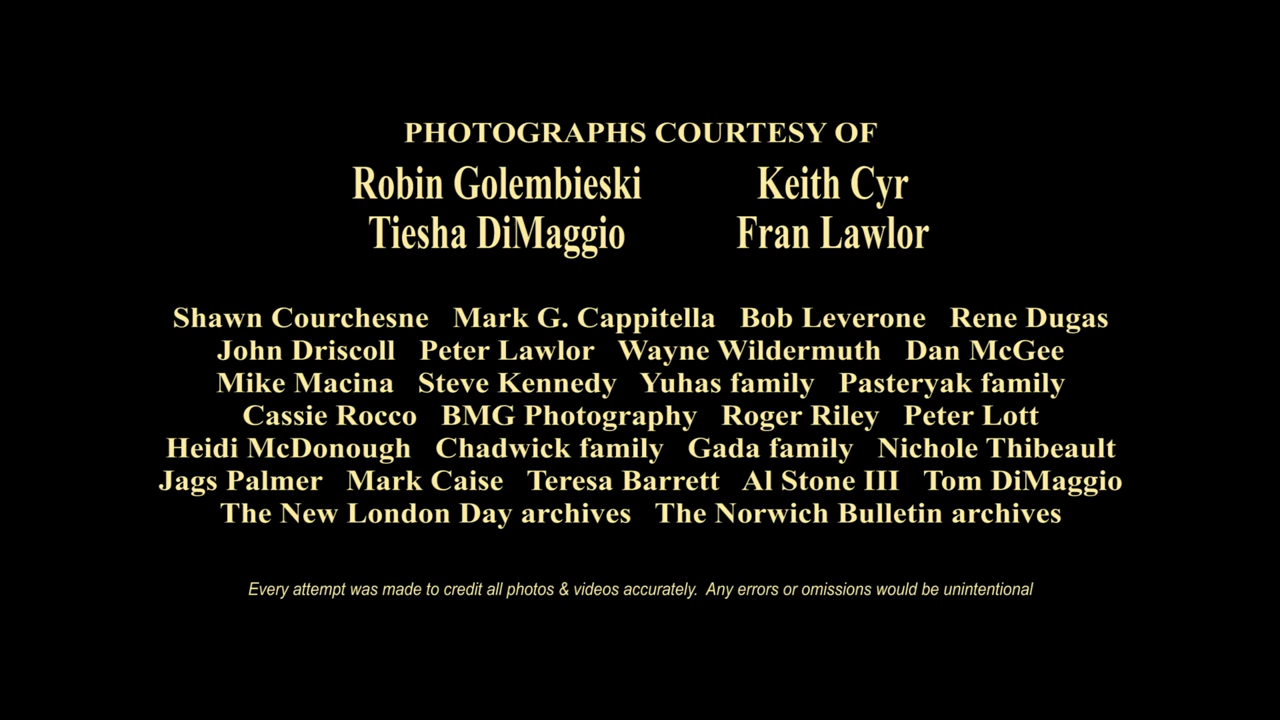 PHOTOGRAPHS COURTESY OF
Robin Golembieski Keith Cyr
Tiesha DiMaggio Fran Lawlor
Shawn Courchesne Mark G. Cappitella Bob Leverone Rene Dugas
John Driscoll Peter Lawlor Wayne Wildermuth Dan McGee
Mike Macina Steve Kennedy Yuhas family Pasteryak family
Cassie Rocco BMG Photography Roger Riley Peter Lott
Heidi McDonough Chadwick family Gada family Nichole Thibeault
Jags Palmer Mark Caise Teresa Barrett Al Stone III Tom DiMaggio
The New London Day archives The Norwich Bulletin archives
Every attempt was made to credit all photos & videos accurately. Any errors or omissions would be unintentional